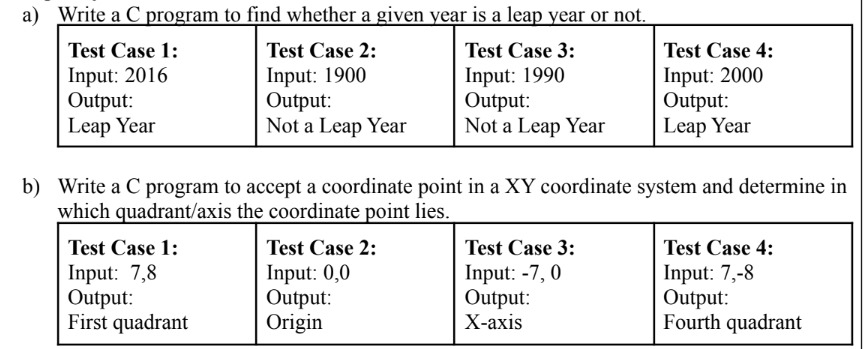 a) Write a C program to find whether a given year is a leap year or not.
Test Case 1:
Input: 2016
Output:
Leap Year
Test Case 2:
Input: 1900
Output:
Not a Leap Year
Test Case 3:
Input: 1990
Output:
Not a Leap Year
Test Case 4:
Input: 2000
Output:
Leap Year
b) Write a C program to accept a coordinate point in a XY coordinate system and determine in
which quadrant/axis the coordinate point lies.
Test Case 1:
Input: 7,8
Output:
First quadrant
Test Case 2:
Input: 0,0
Output:
Origin
Test Case 3:
Input: -7, 0
Output:
X-axis
Test Case 4:
Input: 7,-8
Output:
Fourth quadrant